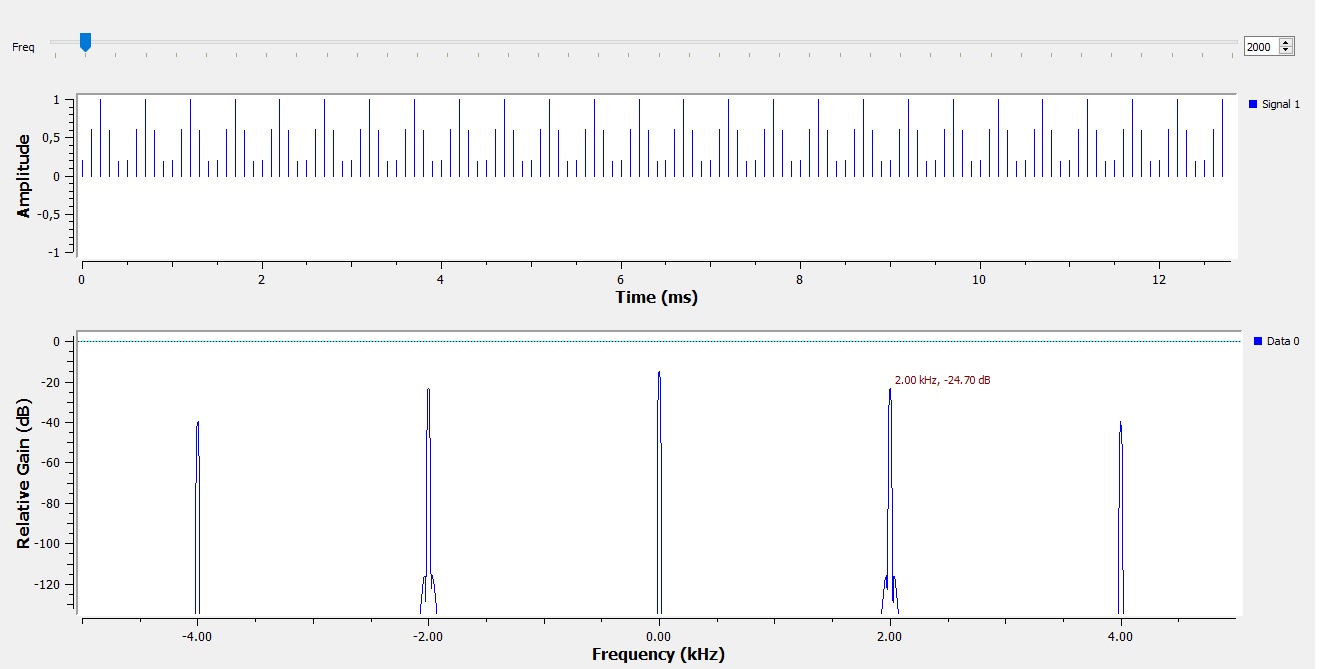 Freq
2000
1
0,5
0
-0,5
-1
Amplitude
Signal 1
0 2 4 6 8 10 12
Time (ms)
0
-20
-40
-60
-80
-100
-120
Relative Gain (dB)
2.00 kHz, -24.70 dB
Data 0
-4.00 -2.00 0.00 2.00 4.00
Frequency (kHz)